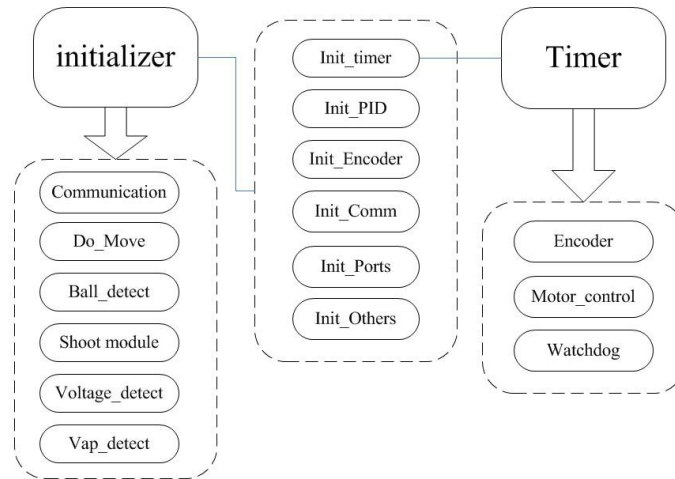 initializer
Communication
Do_Move
Ball_detect
Shoot module
Voltage_detect
Vap_detect
Init_timer
Init_PID
Init_Encoder
Init_Comm
Init_Ports
Init_Others
Timer
Encoder
Motor_control
Watchdog